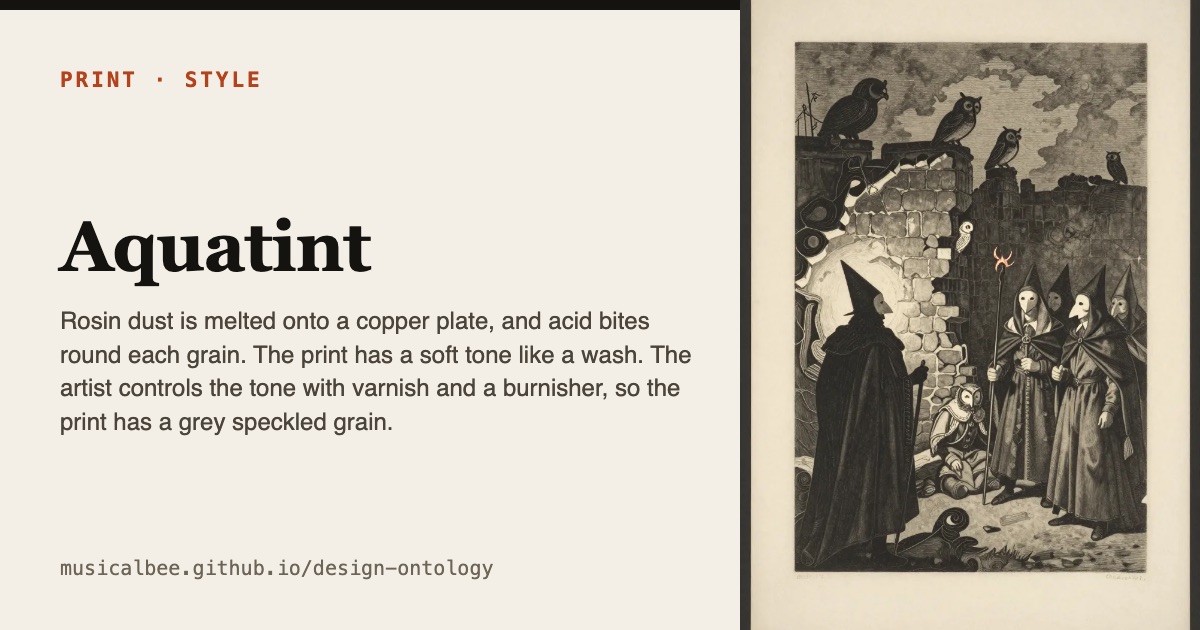 PRINT · STYLE
Aquatint
Rosin dust is melted onto a copper plate, and acid bites
round each grain. The print has a soft tone like a wash. The
artist controls the tone with varnish and a burnisher, so the
print has a grey speckled grain.
musicalbee.github.io/design-ontology